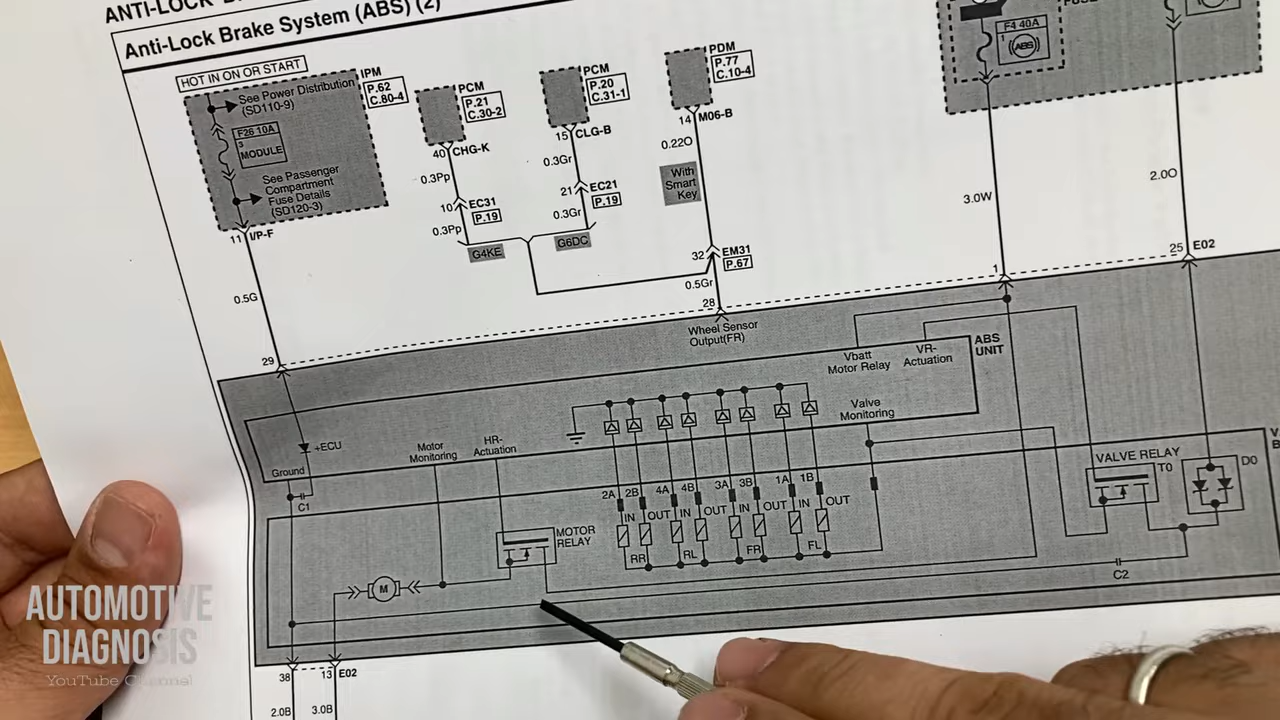 Anti-Lock Brake System (ABS) (2)
HOT IN ON OR START
See Power Distribution
(SD110-9)
F26 10A
3
MODULE
See Passenger
Compartment
Fuse Details
(SD120-3)
IPM
P.62
C.80-4
11
I/P-F
0.5G
29
PCM
P.21
C.30-2
40
CHG-K
0.3Pp
10
EC31
P.19
0.3Pp
G4KE
PCM
P.20
C.31-1
15
CLG-B
0.3Gr
21
EC21
P.19
0.3Gr
G6DC
PDM
P.77
C.10-4
14
M06-B
0.22O
With
Smart
Key
32
EM31
P.67
0.5Gr
28
F4 40A
1
ABS
3.0W
1
2.0O
25
E02
Wheel Sensor
Output(FR)
Vbatt
Motor Relay
VR-
Actuation
ABS
UNIT
Valve
Monitoring
+ECU
Ground
C1
Motor
Monitoring
HR-
Actuation
2A
2B
4A
4B
3A
3B
1A
1B
IN
OUT
IN
OUT
IN
OUT
IN
OUT
RR
RL
FR
FL
MOTOR
RELAY
M
VALVE RELAY
T0
D0
C2
38
13
E02
2.0B
3.0B
AUTOMOTIVE
DIAGNOSIS
YouTube Channel